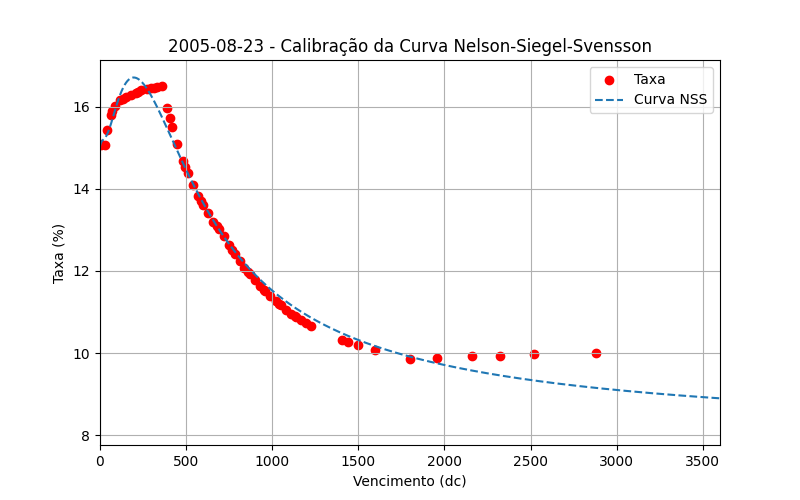 2005-08-23 - Calibração da Curva Nelson-Siegel-Svensson
Taxa
Curva NSS
Taxa (%)
16
14
12
10
8
0 500 1000 1500 2000 2500 3000 3500
Vencimento (dc)